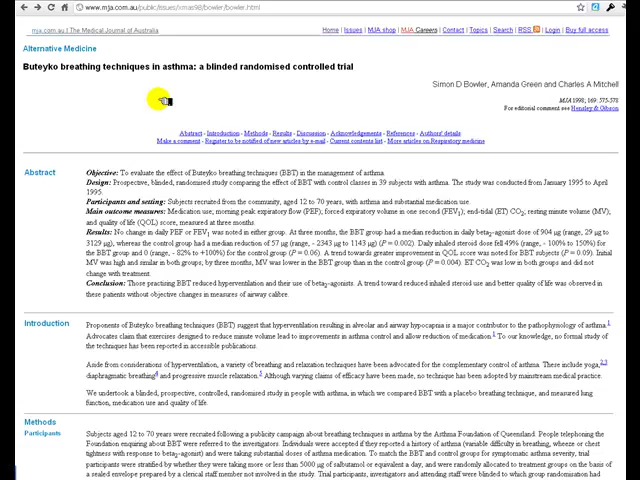 www.mja.com.au/public/issues/xmas98/bowler/bowler.html
mja.com.au | The Medical Journal of Australia
Home | Issues | MJA shop | MJA Careers | Contact | Topics | Search | RSS | Login | Buy full access
Alternative Medicine
Buteyko breathing techniques in asthma: a blinded randomised controlled trial
Simon D Bowler, Amanda Green and Charles A Mitchell
MJA 1998; 169: 575-578
For editorial comment see Hensley & Gibson
Abstract - Introduction - Methods - Results - Discussion - Acknowledgements - References - Authors' details
Make a comment - Register to be notified of new articles by e-mail - Current contents list - More articles on Respiratory medicine
Abstract
Objective: To evaluate the effect of Buteyko breathing techniques (BBT) in the management of asthma.
Design: Prospective, blinded, randomised study comparing the effect of BBT with control classes in 39 subjects with asthma. The study was conducted from January 1995 to April
1995.
Participants and setting: Subjects recruited from the community, aged 12 to 70 years, with asthma and substantial medication use.
Main outcome measures: Medication use, morning peak expiratory flow (PEF), forced expiratory volume in one second (FEV1), end-tidal (ET) CO2, resting minute volume (MV),
and quality of life (QOL) score, measured at three months.
Results: No change in daily PEF or FEV1 was noted in either group. At three months, the BBT group had a median reduction in daily beta2-agonist dose of 904 µg (range, 29 µg to
3129 µg), whereas the control group had a median reduction of 57 µg (range, - 2343 µg to 1143 µg) (P = 0.002). Daily inhaled steroid dose fell 49% (range, - 100% to 150%) for
the BBT group and 0 (range, - 82% to +100%) for the control group (P = 0.06). A trend towards greater improvement in QOL score was noted for BBT subjects (P = 0.09). Initial
MV was high and similar in both groups; by three months, MV was lower in the BBT group than in the control group (P = 0.004). ET CO2 was low in both groups and did not
change with treatment.
Conclusion: Those practising BBT reduced hyperventilation and their use of beta2-agonists. A trend toward reduced inhaled steroid use and better quality of life was observed in
these patients without objective changes in measures of airway calibre.
Introduction
Proponents of Buteyko breathing techniques (BBT) suggest that hyperventilation resulting in alveolar and airway hypocapnia is a major contributor to the pathophysiology of asthma.1
Advocates claim that exercises designed to reduce minute volume lead to improvements in asthma control and allow reduction of medication.1 To our knowledge, no formal study of
the techniques has been reported in accessible publications.
Aside from considerations of hyperventilation, a variety of breathing and relaxation techniques have been advocated for the complementary control of asthma. These include yoga,2,3
diaphragmatic breathing4 and progressive muscle relaxation.5 Although varying claims of efficacy have been made, no technique has been adopted by mainstream medical practice.
We undertook a blinded, prospective, controlled, randomised study in people with asthma, in which we compared BBT with a placebo breathing technique, and measured lung
function, medication use and quality of life.
Methods
Participants
Subjects aged 12 to 70 years were recruited following a publicity campaign about breathing techniques in asthma by the Asthma Foundation of Queensland. People telephoning
the Foundation enquiring about BBT were referred to the investigators. Individuals were accepted if they reported a history of asthma (variable difficulty in breathing, wheeze or chest
tightness with response to beta2-agonist) and were taking substantial doses of asthma medication. To match the BBT and control groups for symptomatic asthma severity, trial
participants were stratified by whether they were taking more or less than 5000 µg of salbutamol or equivalent a day, and were randomly allocated to treatment groups on the basis of
a sealed envelope prepared by a clerical staff member not involved in the study. Trial participants, investigators and attending staff were blinded to which group randomisation had